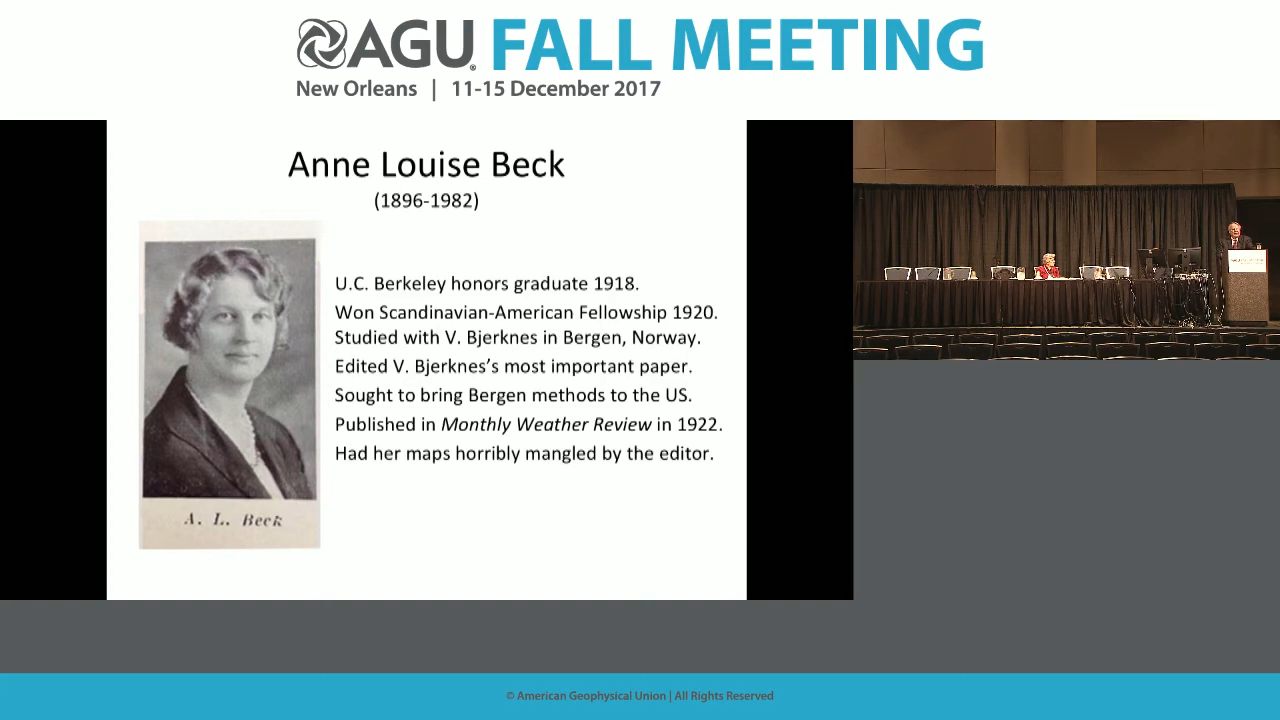 AGU FALL MEETING
New Orleans | 11-15 December 2017
Anne Louise Beck
(1896-1982)
U.C. Berkeley honors graduate 1918.
Won Scandinavian-American Fellowship 1920.
Studied with V. Bjerknes in Bergen, Norway.
Edited V. Bjerknes’s most important paper.
Sought to bring Bergen methods to the US.
Published in Monthly Weather Review in 1922.
Had her maps horribly mangled by the editor.
A. L. Beck
© American Geophysical Union | All Rights Reserved